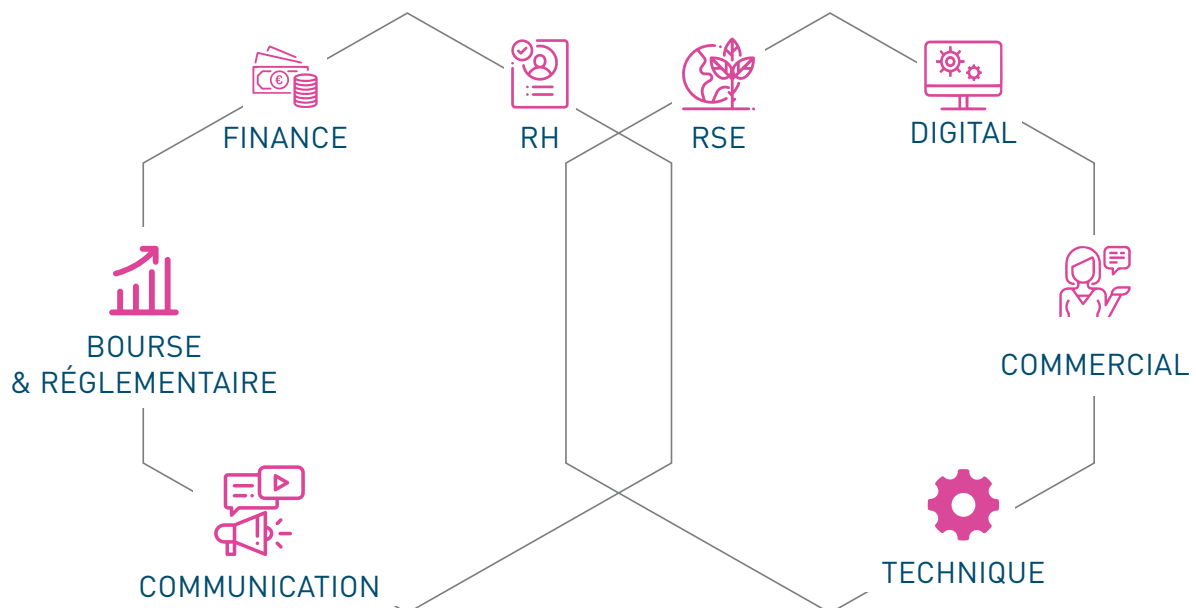 FINANCE
RH
RSE
DIGITAL
BOURSE
& RÉGLEMENTAIRE
COMMERCIAL
COMMUNICATION
TECHNIQUE